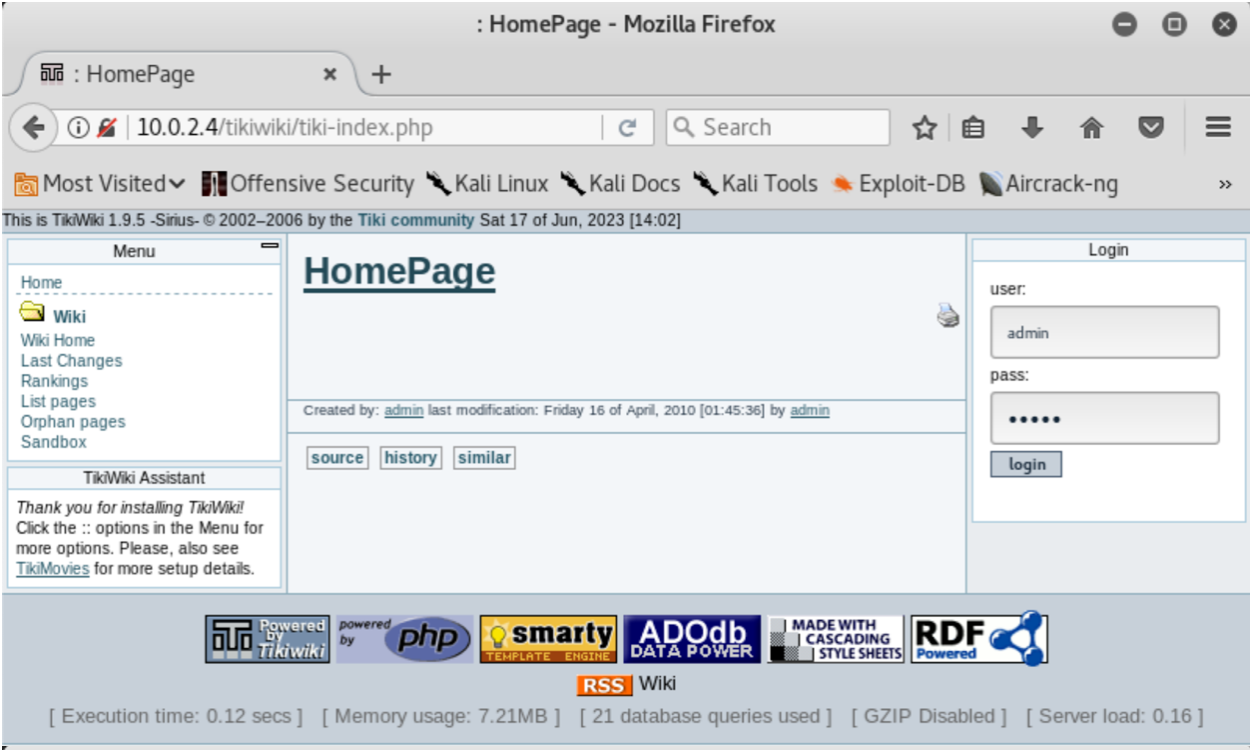 : HomePage - Mozilla Firefox
: HomePage
10.0.2.4/tikiwiki/tiki-index.php
Search
Most Visited
Offensive Security
Kali Linux
Kali Docs
Kali Tools
Exploit-DB
Aircrack-ng
»
This is TikiWiki 1.9.5 -Sirius- © 2002–2006 by the Tiki community Sat 17 of Jun, 2023 [14:02]
Menu
Home
Wiki
Wiki Home
Last Changes
Rankings
List pages
Orphan pages
Sandbox
TikiWiki Assistant
Thank you for installing TikiWiki!
Click the :: options in the Menu for
more options. Please, also see
TikiMovies for more setup details.
HomePage
Created by: admin last modification: Friday 16 of April, 2010 [01:45:36] by admin
source
history
similar
Login
user:
admin
pass:
•••••
login
Powered
by
Tikiwiki
powered
by
php
smarty
TEMPLATE ENGINE
ADOdb
DATA POWER
MADE WITH
CASCADING
STYLE SHEETS
RDF
Powered
RSS Wiki
[ Execution time: 0.12 secs ] [ Memory usage: 7.21MB ] [ 21 database queries used ] [ GZIP Disabled ] [ Server load: 0.16 ]